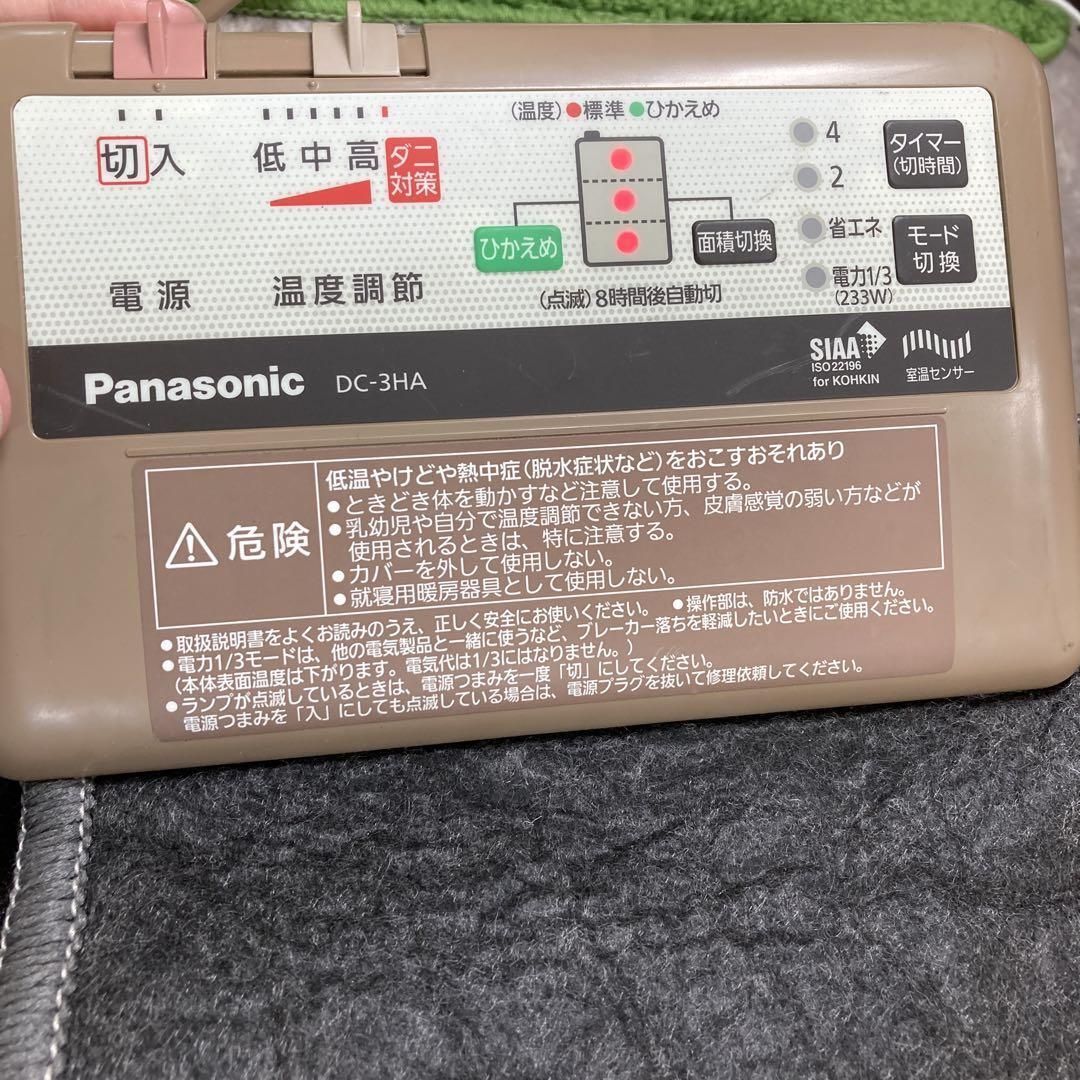 切 入
低 中 高 ダニ対策
電源
温度調節
(温度)●標準●ひかえめ
ひかえめ
面積切換
(点滅)8時間後自動切
4
2
省エネ
電力1/3
(233W)
タイマー
(切時間)
モード
切換
Panasonic DC-3HA
SIAA
ISO 22196
for KOHKIN
室温センサー
危険
低温やけどや熱中症(脱水症状など)をおこすおそれあり
●ときどき体を動かすなど注意して使用する。
●乳幼児や自分で温度調節できない方、皮膚感覚の弱い方などが
使用されるときは、特に注意する。
●カバーを外して使用しない。
●就寝用暖房器具として使用しない。
●取扱説明書をよくお読みのうえ、正しく安全にお使いください。 ●操作部は、防水ではありません。
●電力1/3モードは、他の電気製品と一緒に使うなど、ブレーカー落ちを軽減したいときにご使用ください。
(本体表面温度は下がります。電気代は1/3にはなりません。)
●ランプが点滅しているときは、電源つまみを一度「切」にしてください。
電源つまみを「入」にしても点滅している場合は、電源プラグを抜いて修理依頼してください。